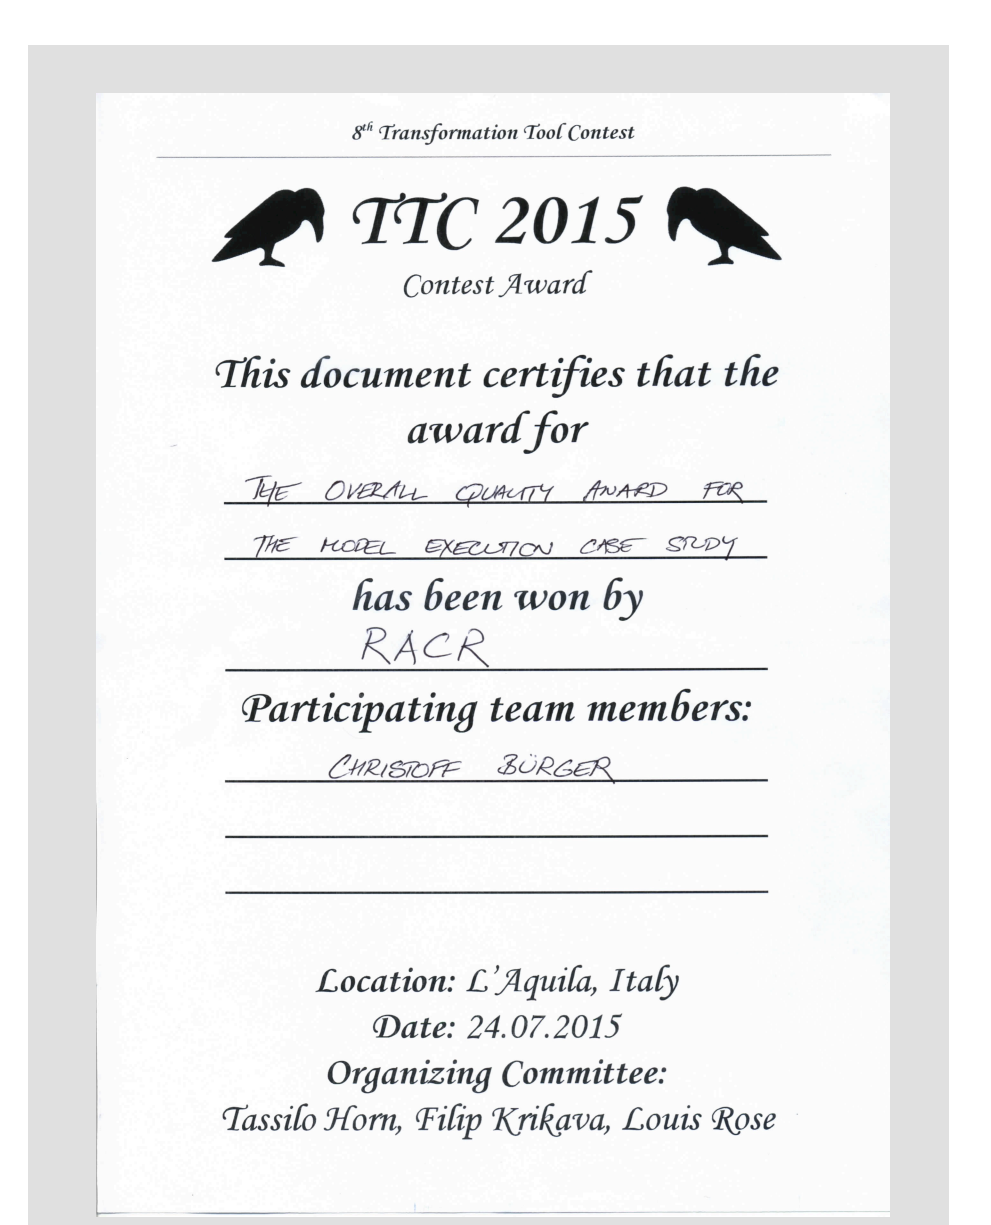 8th Transformation Tool Contest
TTC 2015
Contest Award
This document certifies that the
award for
THE OVERALL QUALITY AWARD FOR
THE MODEL EXECUTION CASE STUDY
has been won by
RACR
Participating team members:
CHRISTOFF BÜRGER
Location: L'Aquila, Italy
Date: 24.07.2015
Organizing Committee:
Tassilo Horn, Filip Krikava, Louis Rose